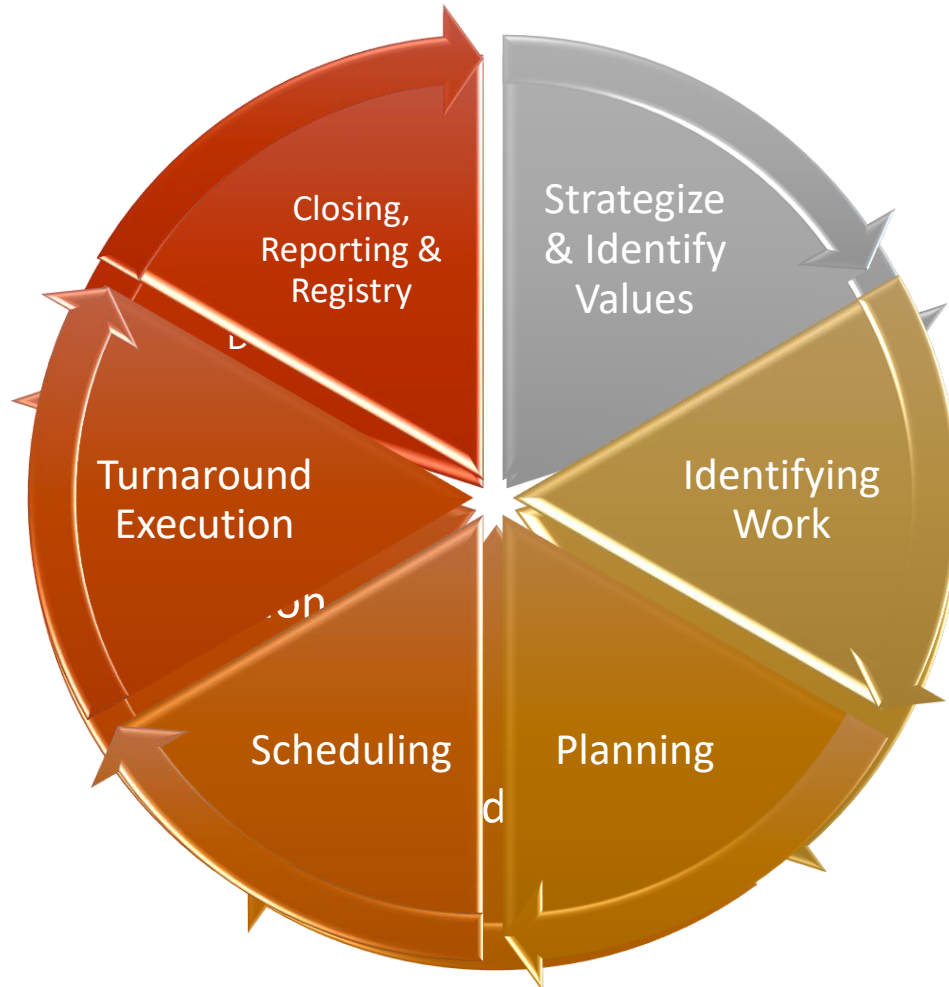 Strategize
& Identify
Values
Identifying
Work
Planning
Scheduling
Turnaround
Execution
Closing,
Reporting &
Registry